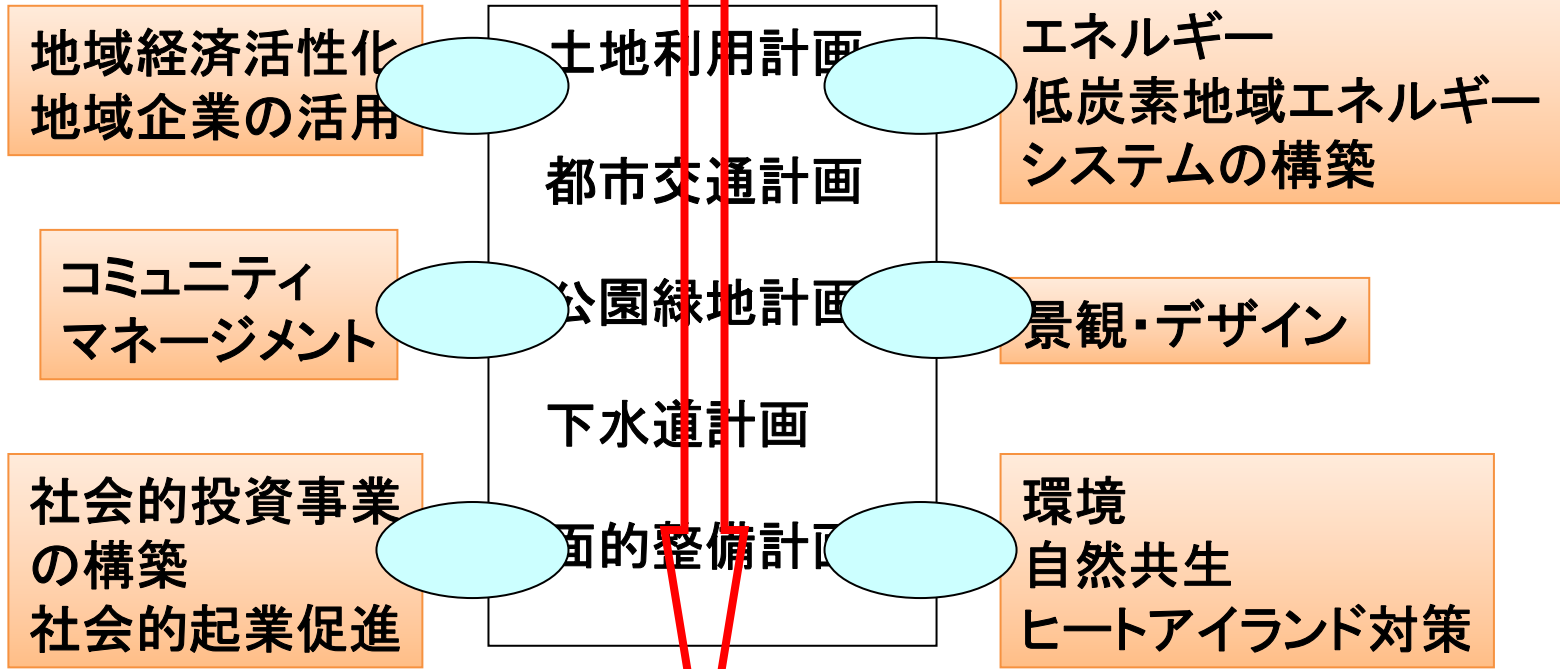 地域経済活性化
地域企業の活用
コミュニティ
マネージメント
社会的投資事業
の構築
社会的起業促進
土地利用計画
都市交通計画
公園緑地計画
下水道計画
面的整備計画
エネルギー
低炭素地域エネルギー
システムの構築
景観・デザイン
環境
自然共生
ヒートアイランド対策